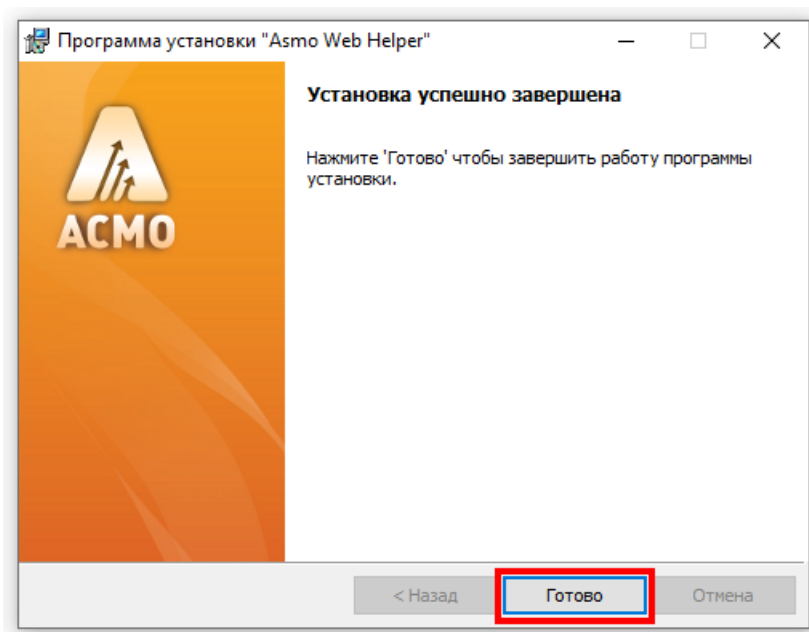 Программа установки "Asmo Web Helper"
Установка успешно завершена
Нажмите 'Готово' чтобы завершить работу программы
установки.
АСМО
< Назад
Готово
Отмена